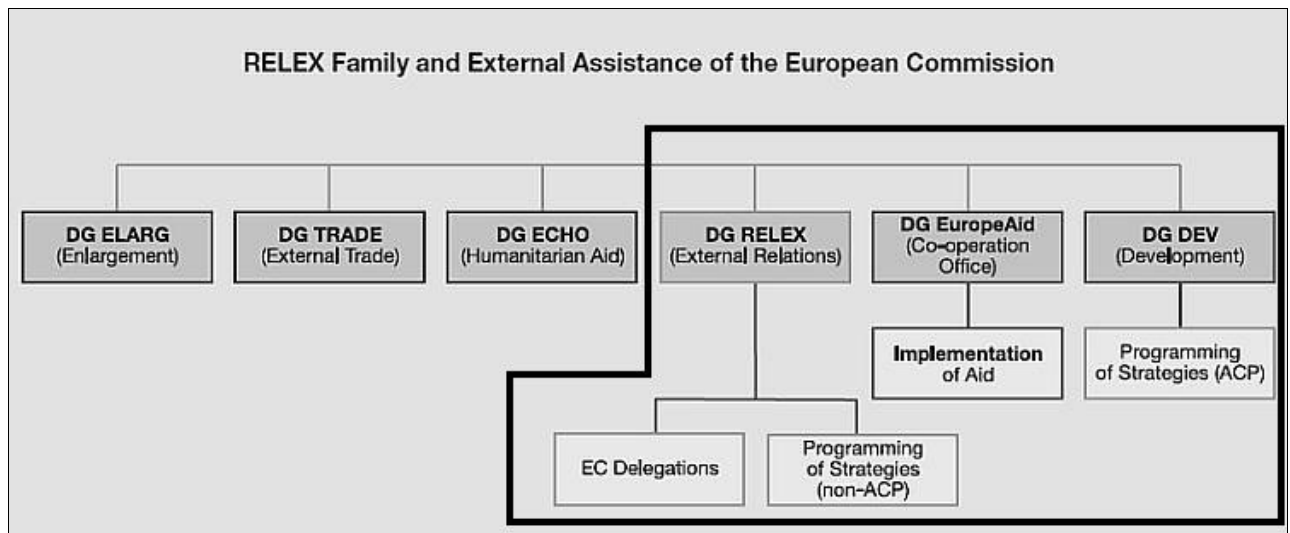 RELEX Family and External Assistance of the European Commission
DG ELARG
(Enlargement)
DG TRADE
(External Trade)
DG ECHO
(Humanitarian Aid)
DG RELEX
(External Relations)
DG EuropeAid
(Co-operation
Office)
DG DEV
(Development)
Implementation
of Aid
Programming
of Strategies (ACP)
EC Delegations
Programming
of Strategies
(non-ACP)